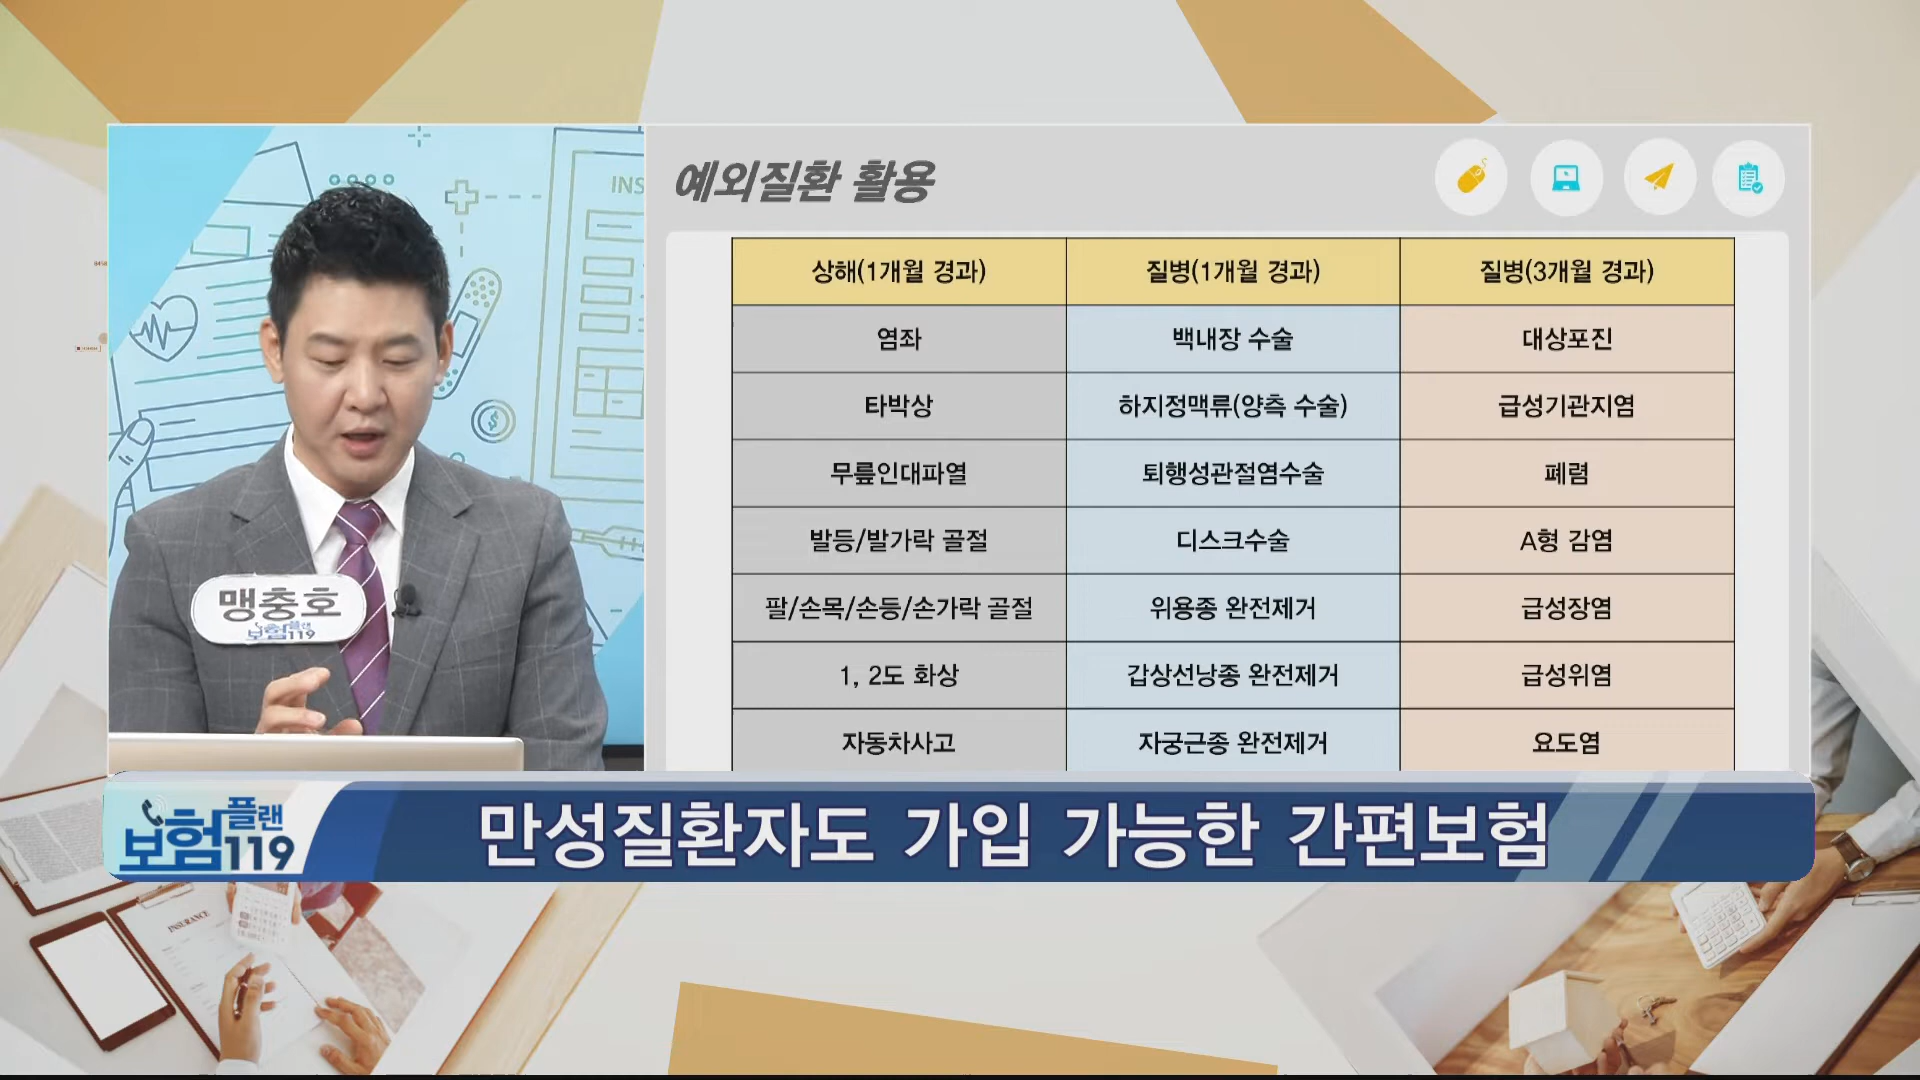 예외질환 활용
INS
상해(1개월 경과) 질병(1개월 경과) 질병(3개월 경과)
염좌 백내장 수술 대상포진
타박상 하지정맥류(양측 수술) 급성기관지염
무릎인대파열 퇴행성관절염수술 폐렴
발등/발가락 골절 디스크수술 A형 감염
팔/손목/손등/손가락 골절 위용종 완전제거 급성장염
1, 2도 화상 갑상선낭종 완전제거 급성위염
자동차사고 자궁근종 완전제거 요도염
맹충호
보험플랜119
보험플랜119
만성질환자도 가입 가능한 간편보험
INSURANCE